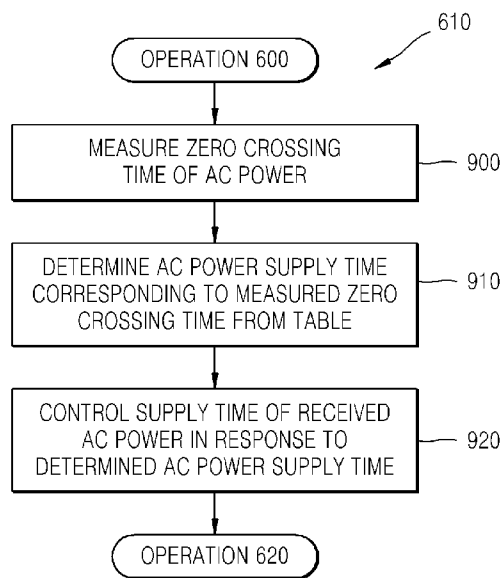 610
OPERATION 600
MEASURE ZERO CROSSING
TIME OF AC POWER
900
DETERMINE AC POWER SUPPLY TIME
CORRESPONDING TO MEASURED ZERO
CROSSING TIME FROM TABLE
910
CONTROL SUPPLY TIME OF RECEIVED
AC POWER IN RESPONSE TO
DETERMINED AC POWER SUPPLY TIME
920
OPERATION 620